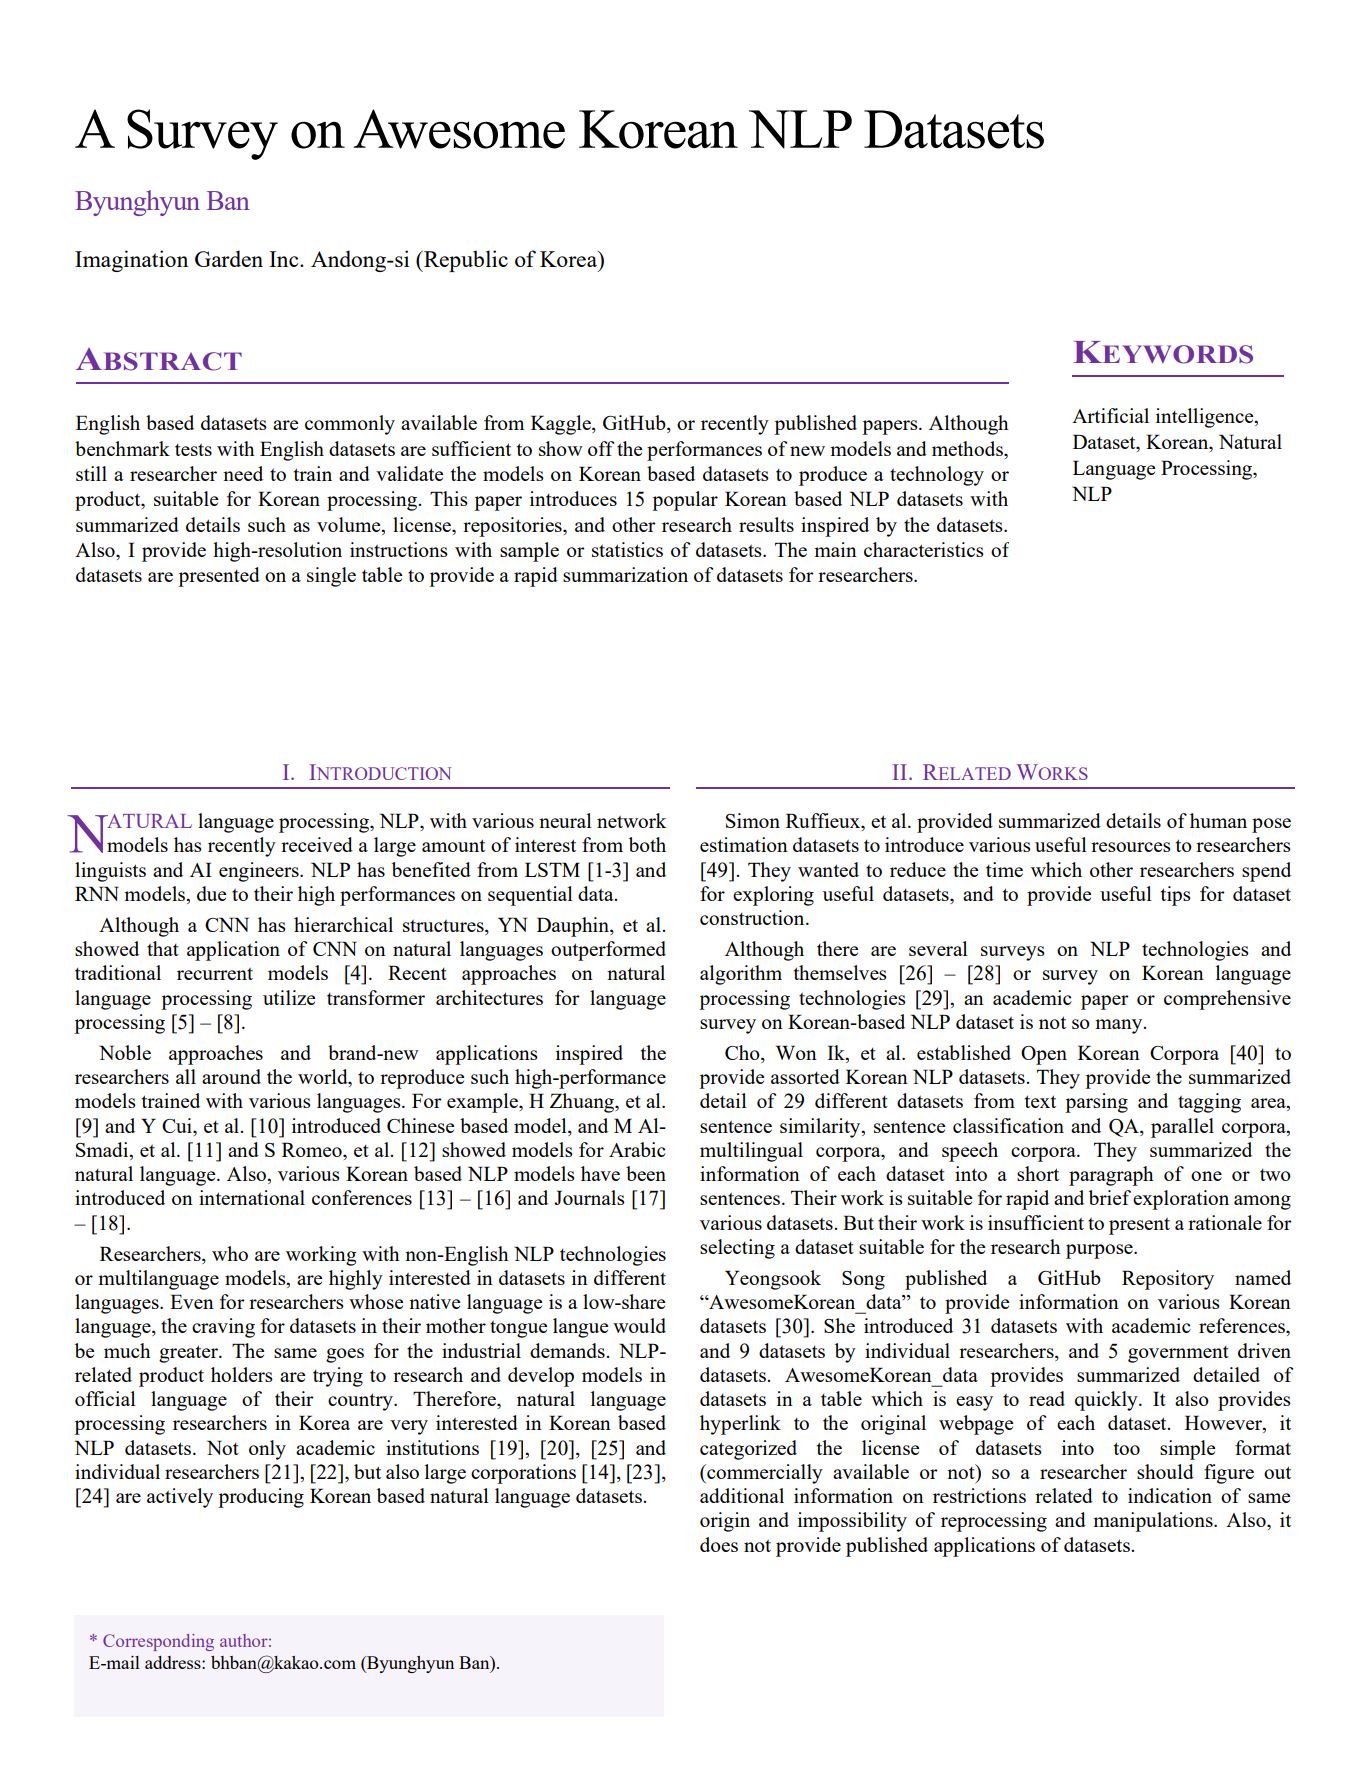 A Survey on Awesome Korean NLP Datasets
Byunghyun Ban
Imagination Garden Inc. Andong-si (Republic of Korea)
ABSTRACT
English based datasets are commonly available from Kaggle, GitHub, or recently published papers. Although
benchmark tests with English datasets are sufficient to show off the performances of new models and methods,
still a researcher need to train and validate the models on Korean based datasets to produce a technology or
product, suitable for Korean processing. This paper introduces 15 popular Korean based NLP datasets with
summarized details such as volume, license, repositories, and other research results inspired by the datasets.
Also, I provide high-resolution instructions with sample or statistics of datasets. The main characteristics of
datasets are presented on a single table to provide a rapid summarization of datasets for researchers.
KEYWORDS
Artificial intelligence,
Dataset, Korean, Natural
Language Processing,
NLP
I. INTRODUCTION
NATURAL language processing, NLP, with various neural network
models has recently received a large amount of interest from both
linguists and AI engineers. NLP has benefited from LSTM [1-3] and
RNN models, due to their high performances on sequential data.
Although a CNN has hierarchical structures, YN Dauphin, et al.
showed that application of CNN on natural languages outperformed
traditional recurrent models [4]. Recent approaches on natural
language processing utilize transformer architectures for language
processing [5] – [8].
Noble approaches and brand-new applications inspired the
researchers all around the world, to reproduce such high-performance
models trained with various languages. For example, H Zhuang, et al.
[9] and Y Cui, et al. [10] introduced Chinese based model, and M Al-
Smadi, et al. [11] and S Romeo, et al. [12] showed models for Arabic
natural language. Also, various Korean based NLP models have been
introduced on international conferences [13] – [16] and Journals [17]
– [18].
Researchers, who are working with non-English NLP technologies
or multilanguage models, are highly interested in datasets in different
languages. Even for researchers whose native language is a low-share
language, the craving for datasets in their mother tongue langue would
be much greater. The same goes for the industrial demands. NLP-
related product holders are trying to research and develop models in
official language of their country. Therefore, natural language
processing researchers in Korea are very interested in Korean based
NLP datasets. Not only academic institutions [19], [20], [25] and
individual researchers [21], [22], but also large corporations [14], [23],
[24] are actively producing Korean based natural language datasets.
* Corresponding author:
E-mail address: bhban@kakao.com (Byunghyun Ban).
II. RELATED WORKS
Simon Ruffieux, et al. provided summarized details of human pose
estimation datasets to introduce various useful resources to researchers
[49]. They wanted to reduce the time which other researchers spend
for exploring useful datasets, and to provide useful tips for dataset
construction.
Although there are several surveys on NLP technologies and
algorithm themselves [26] – [28] or survey on Korean language
processing technologies [29], an academic paper or comprehensive
survey on Korean-based NLP dataset is not so many.
Cho, Won Ik, et al. established Open Korean Corpora [40] to
provide assorted Korean NLP datasets. They provide the summarized
detail of 29 different datasets from text parsing and tagging area,
sentence similarity, sentence classification and QA, parallel corpora,
multilingual corpora, and speech corpora. They summarized the
information of each dataset into a short paragraph of one or two
sentences. Their work is suitable for rapid and brief exploration among
various datasets. But their work is insufficient to present a rationale for
selecting a dataset suitable for the research purpose.
Yeongsook Song published a GitHub Repository named
“AwesomeKorean_data” to provide information on various Korean
datasets [30]. She introduced 31 datasets with academic references,
and 9 datasets by individual researchers, and 5 government driven
datasets. AwesomeKorean_data provides summarized detailed of
datasets in a table which is easy to read quickly. It also provides
hyperlink to the original webpage of each dataset. However, it
categorized the license of datasets into too simple format
(commercially available or not) so a researcher should figure out
additional information on restrictions related to indication of same
origin and impossibility of reprocessing and manipulations. Also, it
does not provide published applications of datasets.